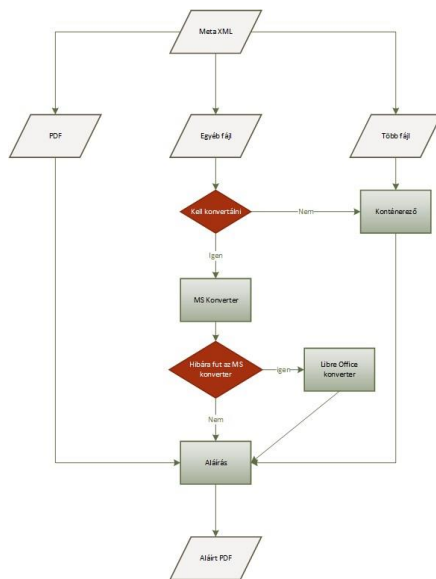 Meta XML
PDF
Egyéb fájl
Több fájl
Kell konvertálni
Nem
Konténerező
Igen
MS Konverter
Hibára fut az MS
konverter
igen
Libre Office
konverter
Nem
Aláírás
Aláírt PDF